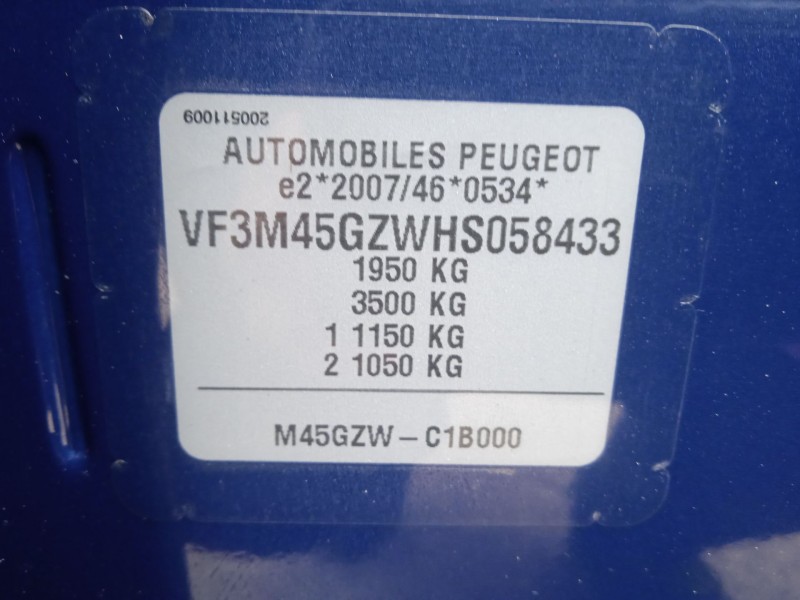 200511009
AUTOMOBILES PEUGEOT
e2*2007/46*0534*
VF3M45GZWHS058433
1950 KG
3500 KG
1 1150 KG
2 1050 KG
M45GZW – C1B000